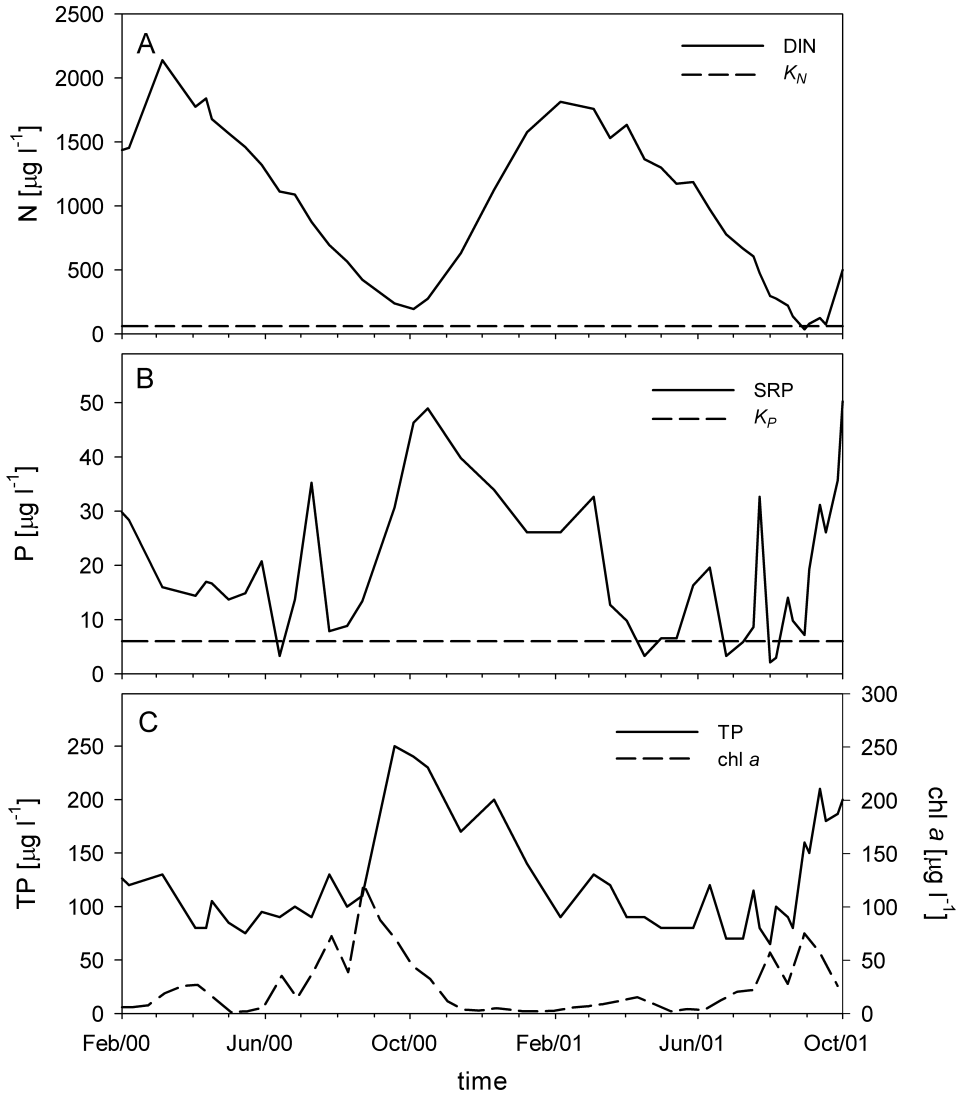 A
DIN
K_N
N [µg l⁻¹]
2500
2000
1500
1000
500
0
B
SRP
K_P
P [µg l⁻¹]
50
40
30
20
10
0
C
TP
chl a
TP [µg l⁻¹]
250
200
150
100
50
0
chl a [µg l⁻¹]
300
250
200
150
100
50
0
Feb/00 Jun/00 Oct/00 Feb/01 Jun/01 Oct/01
time